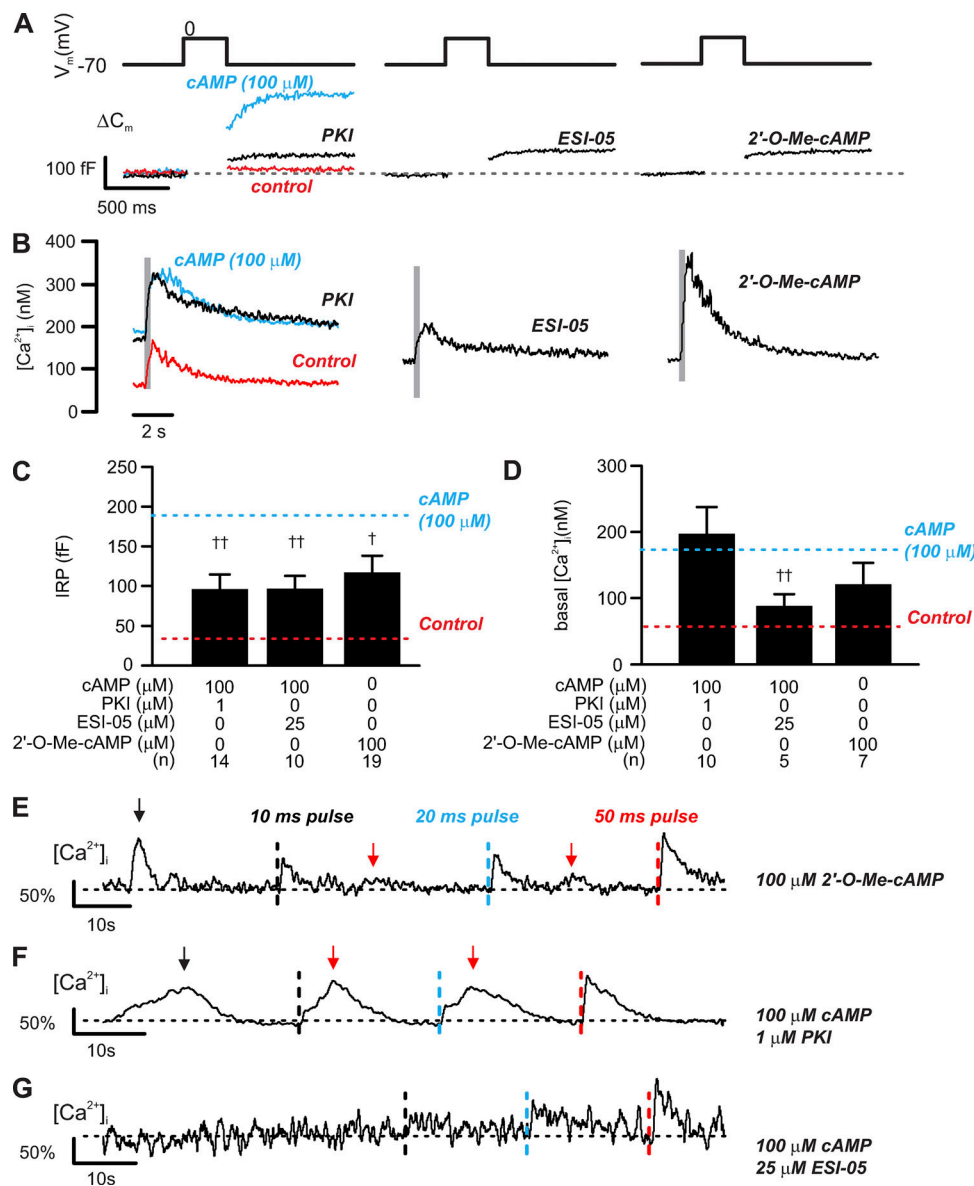 A
Vm(mV)
0
-70
cAMP (100 µM)
ΔCm
PKI
ESI-05
2'-O-Me-cAMP
100 fF
control
500 ms
B
[Ca²⁺]i (nM)
400
300
200
100
0
cAMP (100 µM)
PKI
Control
ESI-05
2'-O-Me-cAMP
2 s
C
IRP (fF)
250
200
150
100
50
0
cAMP (100 µM)
†† †† †
Control
cAMP (µM) 100 100 0
PKI (µM) 1 0 0
ESI-05 (µM) 0 25 0
2'-O-Me-cAMP (µM) 0 0 100
(n) 14 10 19
D
basal [Ca²⁺]i(nM)
300
200
100
0
cAMP
(100 µM)
††
Control
cAMP (µM) 100 100 0
PKI (µM) 1 0 0
ESI-05 (µM) 0 25 0
2'-O-Me-cAMP (µM) 0 0 100
(n) 10 5 7
E
10 ms pulse 20 ms pulse 50 ms pulse
[Ca²⁺]i
50%
10s
100 µM 2'-O-Me-cAMP
F
[Ca²⁺]i
50%
10s
100 µM cAMP
1 µM PKI
G
[Ca²⁺]i
50%
10s
100 µM cAMP
25 µM ESI-05